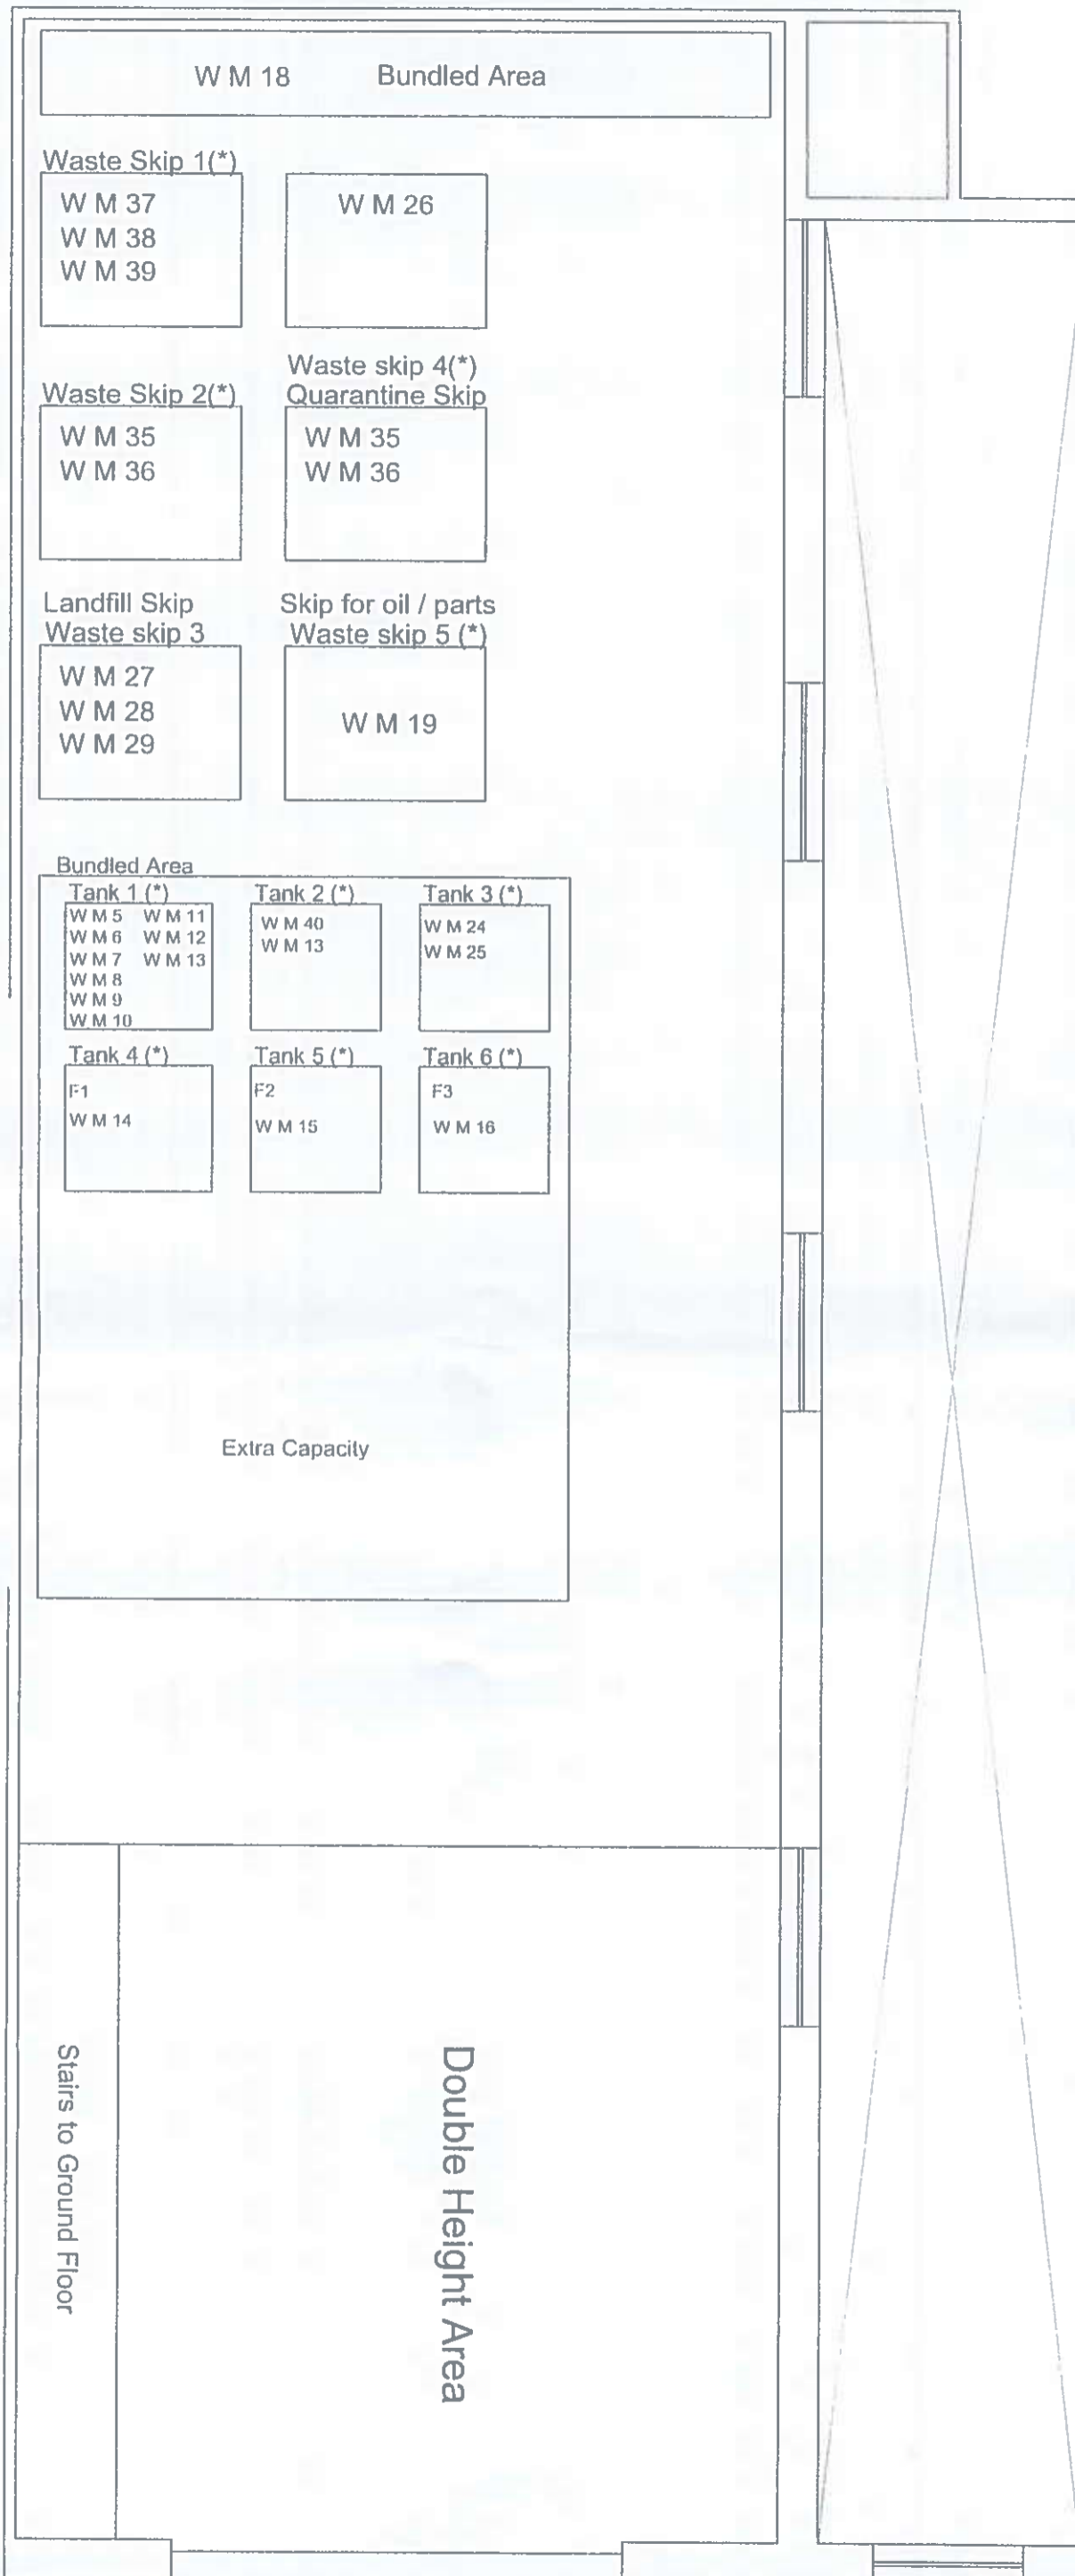 W M 18 Bundled Area
Waste Skip 1(*)
W M 37
W M 38
W M 39
W M 26
Waste Skip 2(*)
W M 35
W M 36
Waste skip 4(*)
Quarantine Skip
W M 35
W M 36
Landfill Skip
Waste skip 3
W M 27
W M 28
W M 29
Skip for oil / parts
Waste skip 5 (*)
W M 19
Bundled Area
Tank 1 (*)
W M 5 W M 11
W M 6 W M 12
W M 7 W M 13
W M 8
W M 9
W M 10
Tank 2 (*)
W M 40
W M 13
Tank 3 (*)
W M 24
W M 25
Tank 4 (*)
F1
W M 14
Tank 5 (*)
F2
W M 15
Tank 6 (*)
F3
W M 16
Extra Capacity
Stairs to Ground Floor
Double Height Area